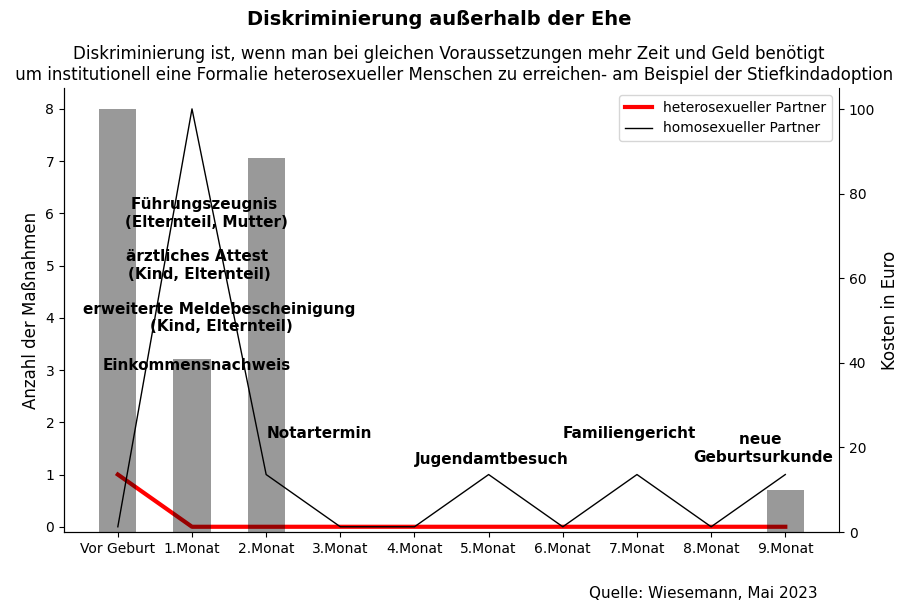 Diskriminierung außerhalb der Ehe
Diskriminierung ist, wenn man bei gleichen Voraussetzungen mehr Zeit und Geld benötigt
um institutionell eine Formalie heterosexueller Menschen zu erreichen- am Beispiel der Stiefkindadoption
heterosexueller Partner
homosexueller Partner
Anzahl der Maßnahmen
8
7
6
5
4
3
2
1
0
Führungszeugnis
(Elternteil, Mutter)
ärztliches Attest
(Kind, Elternteil)
erweiterte Meldebescheinigung
(Kind, Elternteil)
Einkommensnachweis
Notartermin
Jugendamtbesuch
Familiengericht
neue
Geburtsurkunde
100
80
60
40
20
0
Kosten in Euro
Vor Geburt 1.Monat 2.Monat 3.Monat 4.Monat 5.Monat 6.Monat 7.Monat 8.Monat 9.Monat
Quelle: Wiesemann, Mai 2023